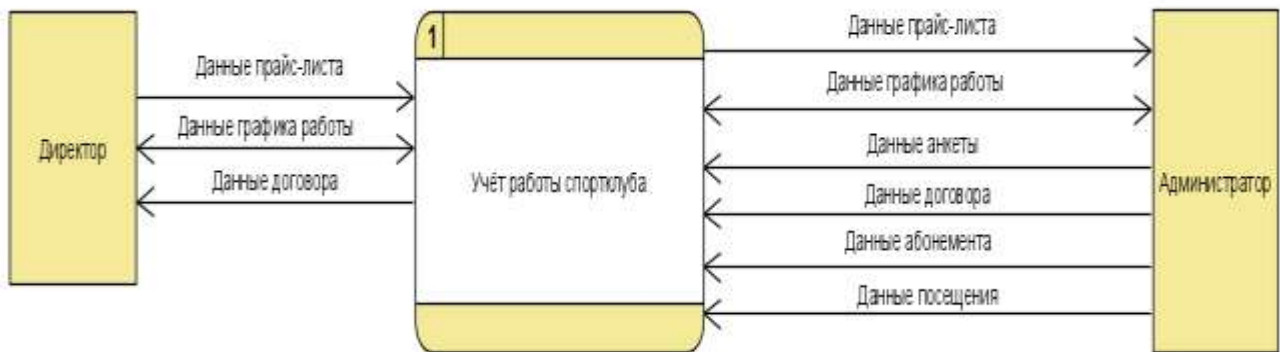 1
Данные прайс-листа
Данные прайс-листа
Данные графика работы
Данные графика работы
Директор
Данные договора
Учёт работы спортклуба
Данные анкеты
Данные договора
Администратор
Данные абонемента
Данные посещения